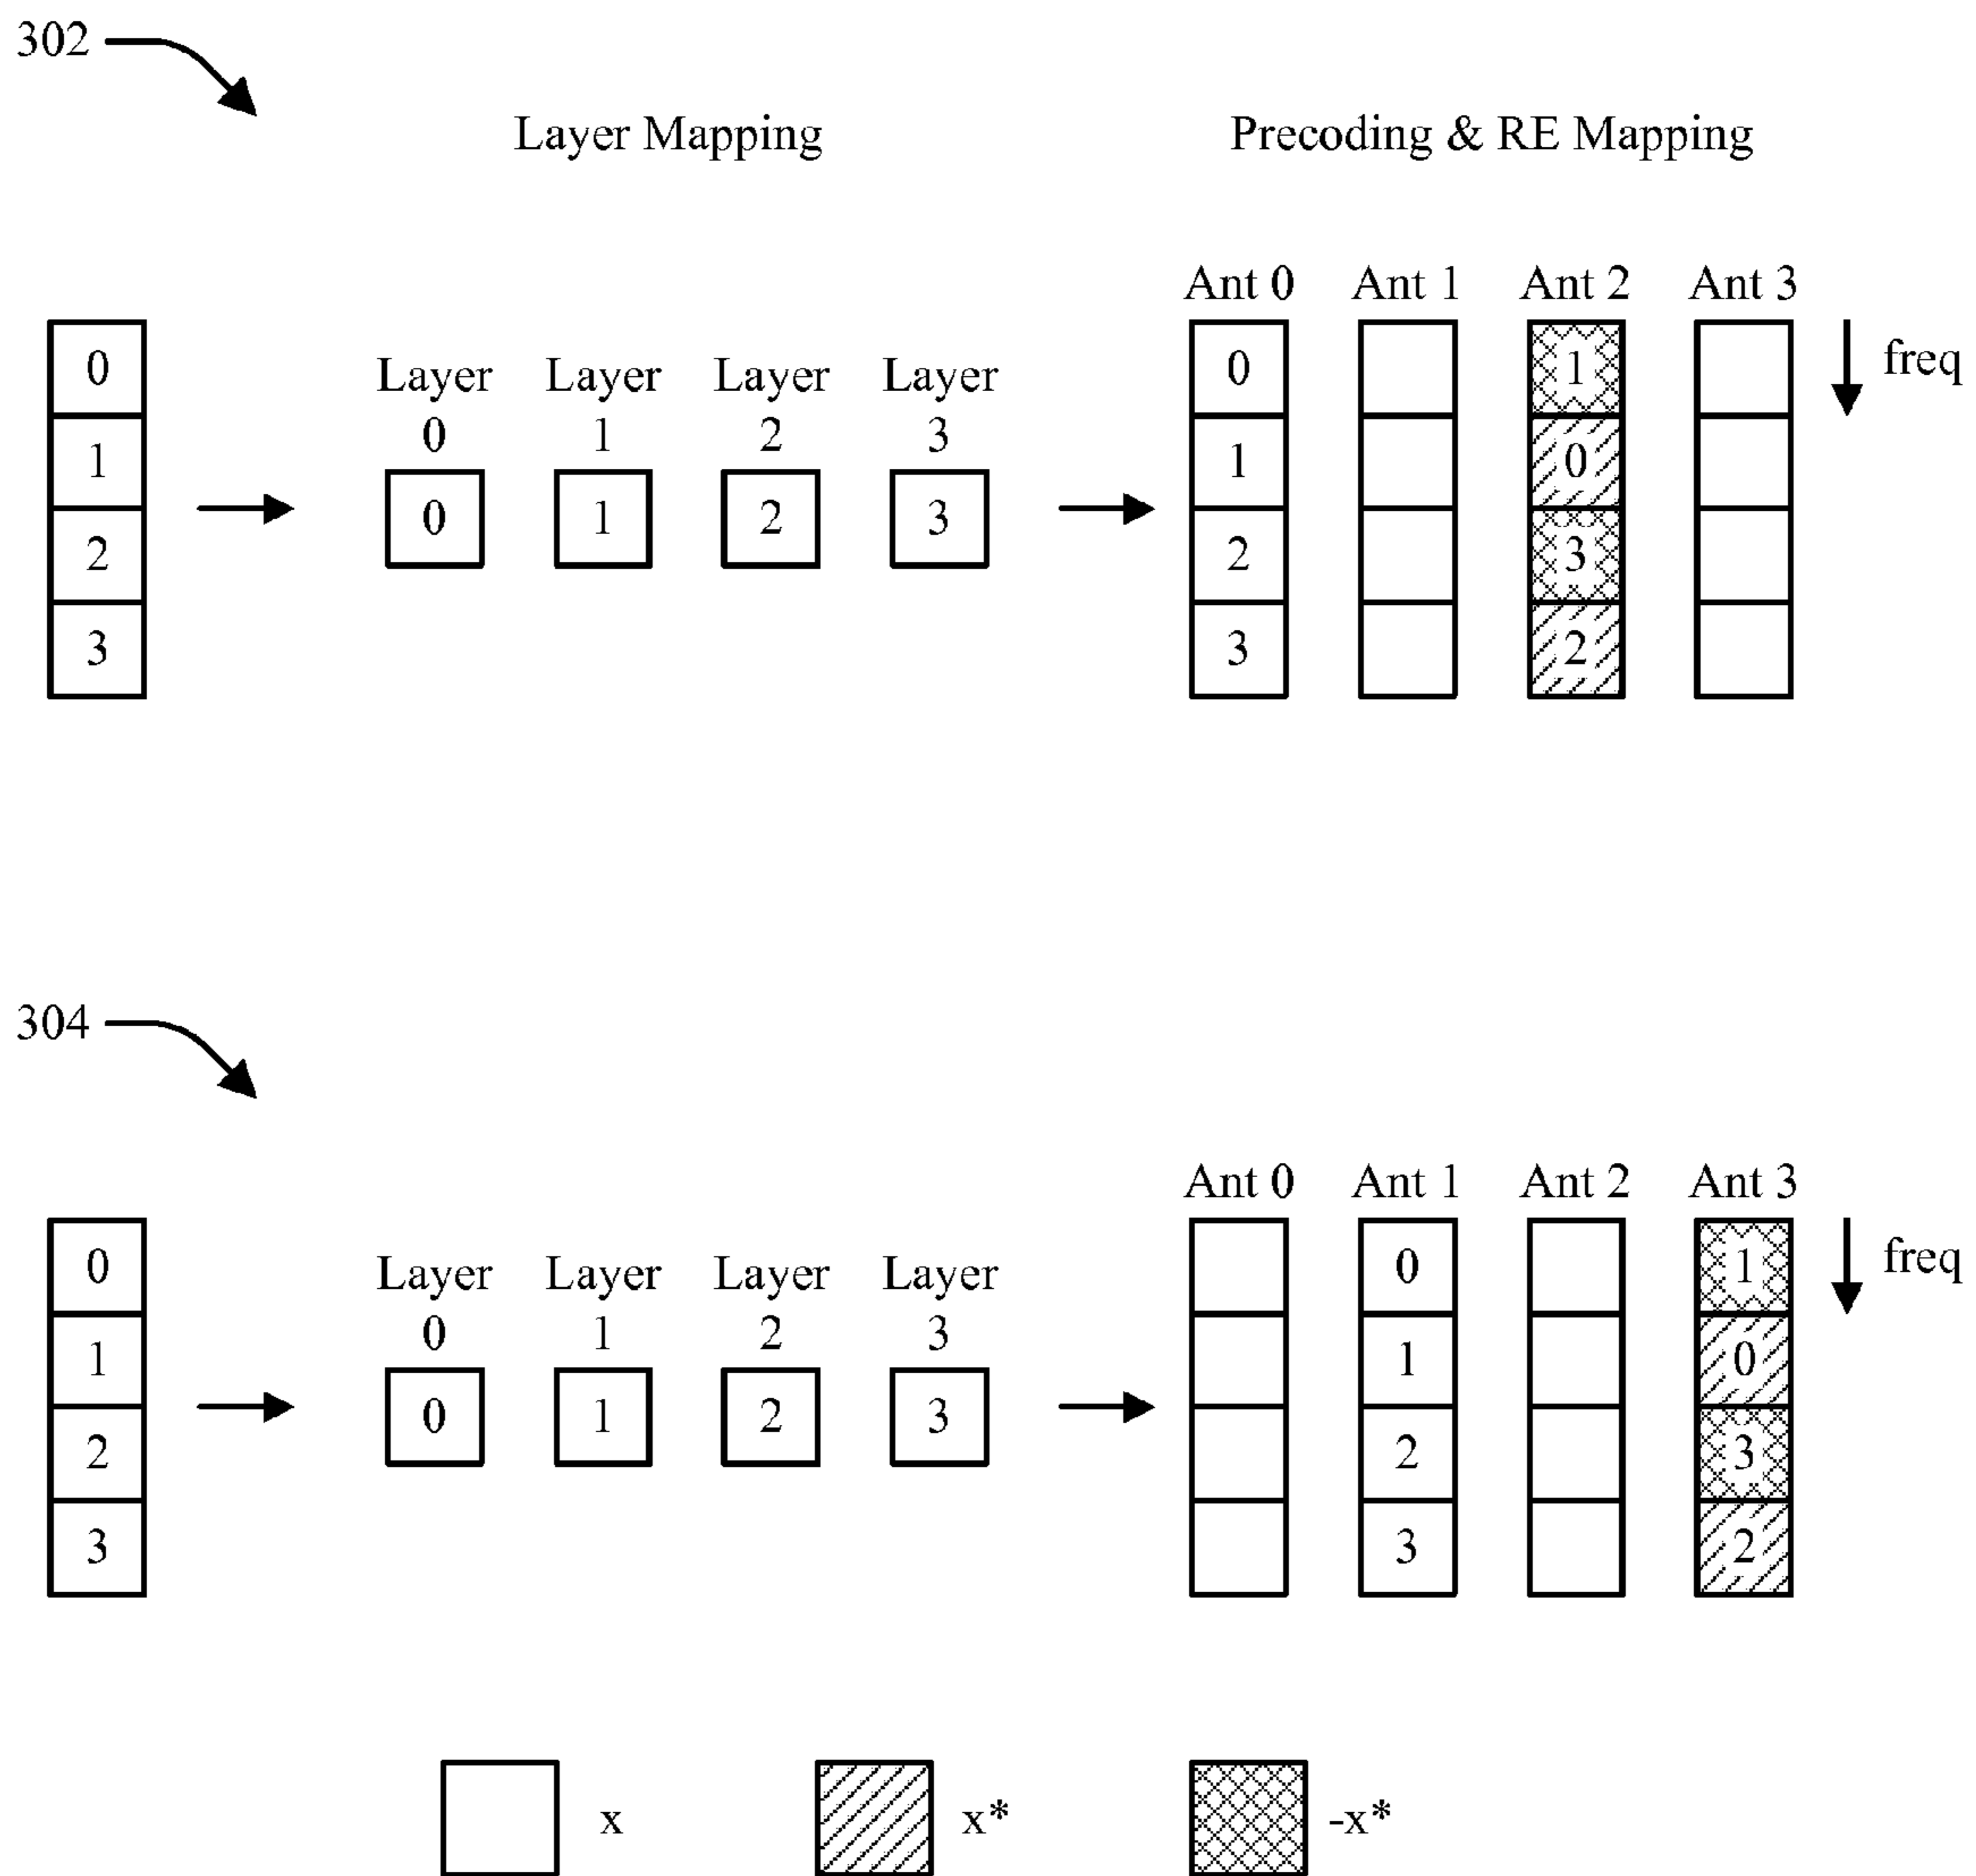 302
Layer Mapping
Precoding & RE Mapping
Ant 0 Ant 1 Ant 2 Ant 3
Layer Layer Layer Layer
0 1 2 3
0 1 2 3
0
1
2
3
0 1
1 0
2 3
3 2
freq
304
Ant 0 Ant 1 Ant 2 Ant 3
Layer Layer Layer Layer
0 1 2 3
0 1 2 3
0
1
2
3
0 1
1 0
2 3
3 2
freq
x x* -x*